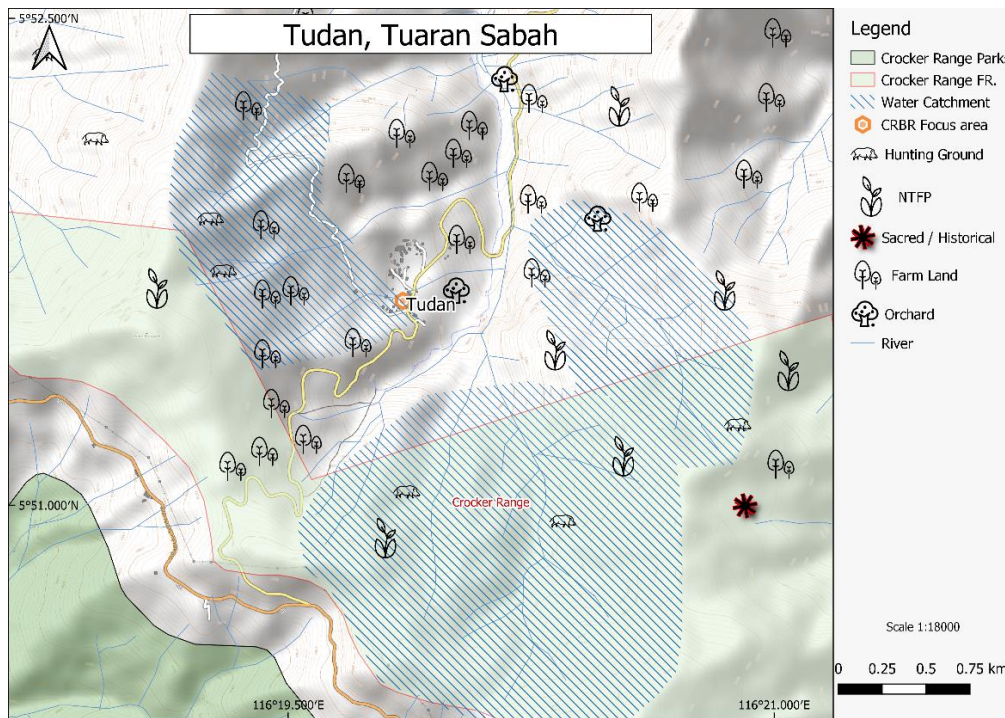 Tudan, Tuaran Sabah
5°52.500'N
Tudan
5°51.000'N
Crocker Range
116°19.500'E
116°21.000'E
Legend
Crocker Range Parks
Crocker Range FR.
Water Catchment
CRBR Focus area
Hunting Ground
NTFP
Sacred / Historical
Farm Land
Orchard
River
Scale 1:18000
0 0.25 0.5 0.75 km